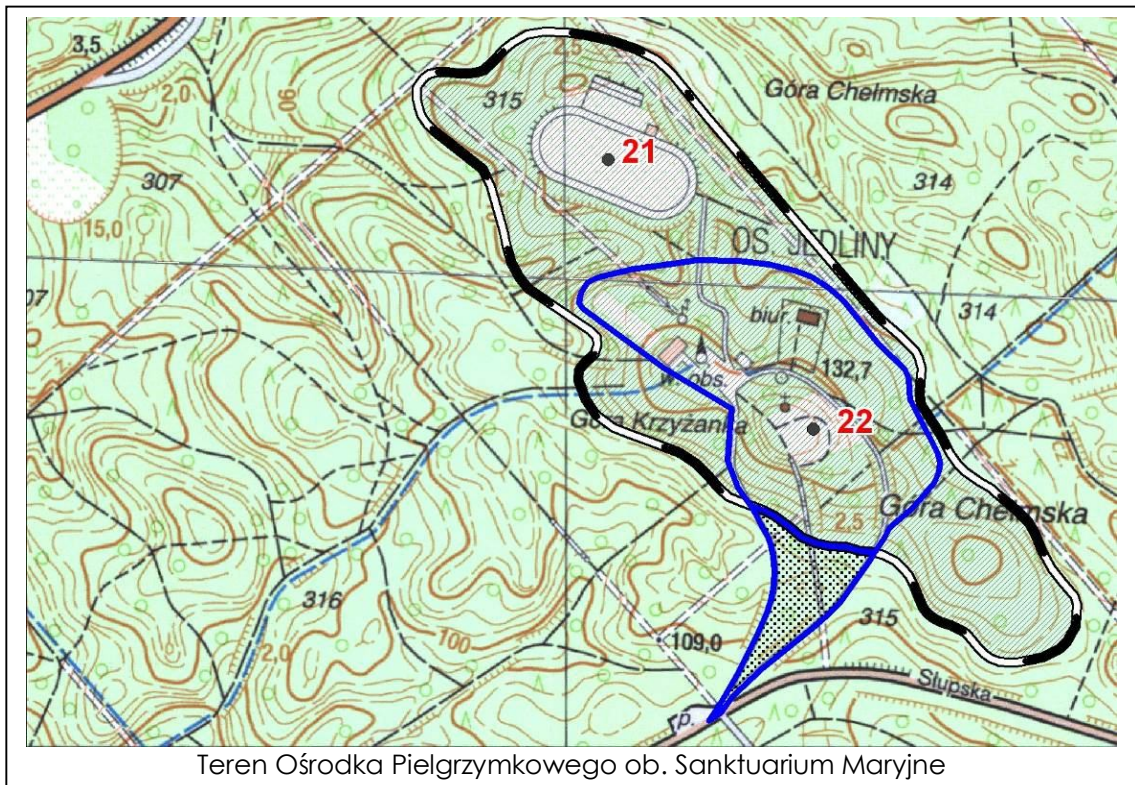 3,5
2,0
90
2,5
315
Góra Chełmska
21
307
314
15,0
OS. JEDLINY
07
314
biur.
132,7
w. obs.
Góra Krzyżanka
22
2,5
Góra Chełmska
316
100
315
2,0
109,0
Słupska
p.
Teren Ośrodka Pielgrzymkowego ob. Sanktuarium Maryjne